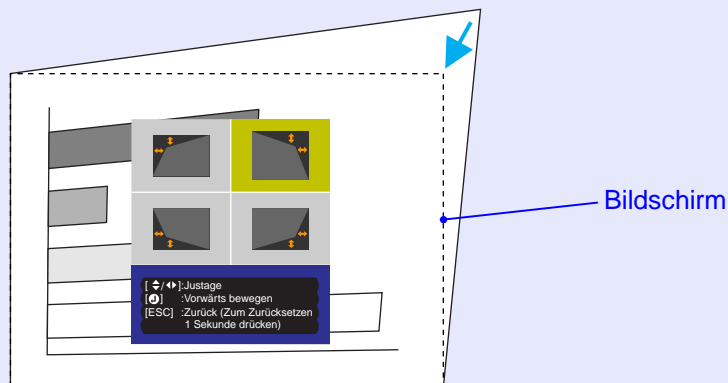 Bildschirm
[ / ]:Justage
[ ] :Vorwärts bewegen
[ESC] :Zurück (Zum Zurücksetzen
1 Sekunde drücken)